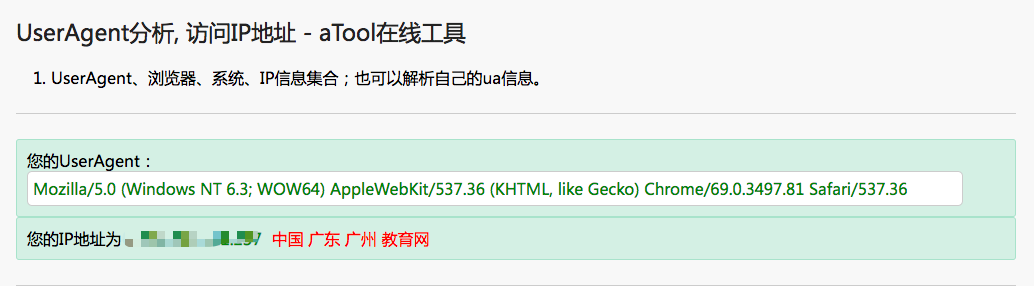 UserAgent分析, 访问IP地址 - aTool在线工具
1. UserAgent、浏览器、系统、IP信息集合；也可以解析自己的ua信息。
您的UserAgent：
Mozilla/5.0 (Windows NT 6.3; WOW64) AppleWebKit/537.36 (KHTML, like Gecko) Chrome/69.0.3497.81 Safari/537.36
您的IP地址为 中国 广东 广州 教育网